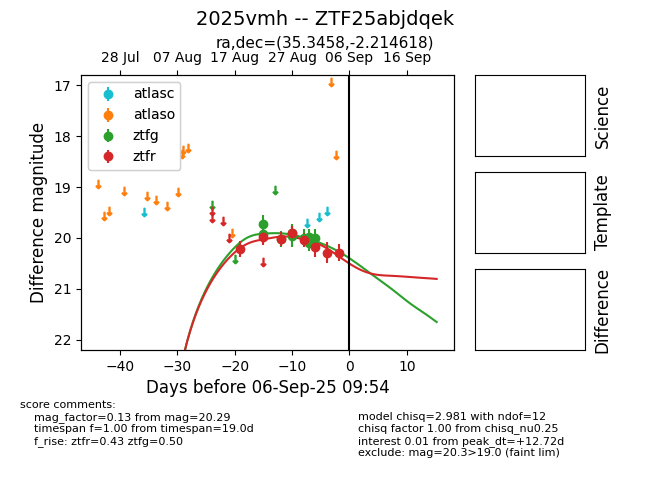 2025vmh -- ZTF25abjdqek
ra,dec=(35.3458,-2.214618)
28 Jul 07 Aug 17 Aug 27 Aug 06 Sep 16 Sep
17
18
19
20
21
22
Difference magnitude
atlasc
atlaso
ztfg
ztfr
−40 −30 −20 −10 0 10
Days before 06-Sep-25 09:54
Science
Template
Difference
score comments:
mag_factor=0.13 from mag=20.29
timespan f=1.00 from timespan=19.0d
f_rise: ztfr=0.43 ztfg=0.50
model chisq=2.981 with ndof=12
chisq factor 1.00 from chisq_nu0.25
interest 0.01 from peak_dt=+12.72d
exclude: mag=20.3>19.0 (faint lim)